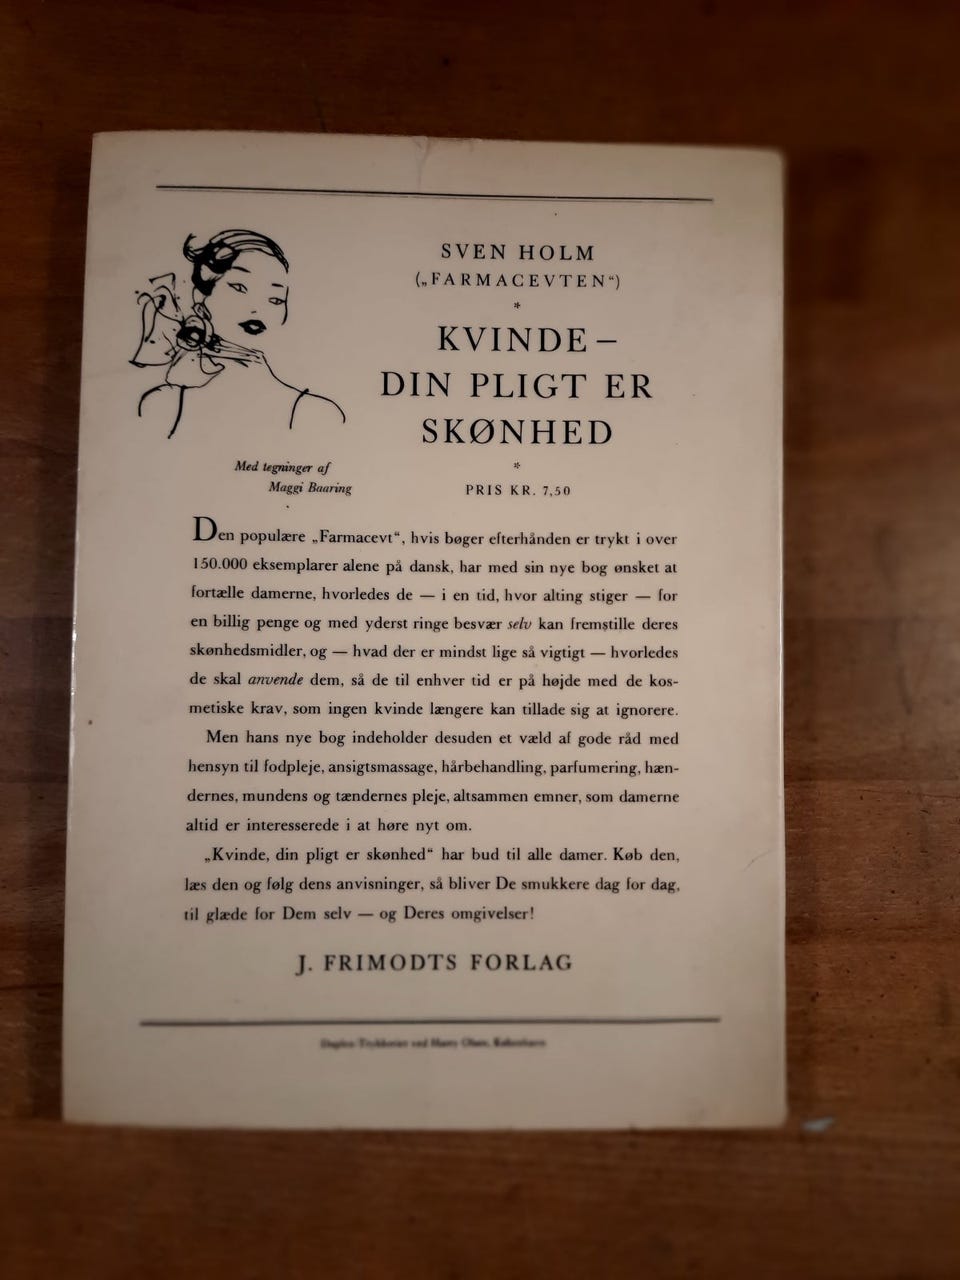 SVEN HOLM
(„FARMACEVTEN“)
*
KVINDE –
DIN PLIGT ER
SKØNHED
*
PRIS KR. 7,50
Med tegninger af
Maggi Baaring
Den populære „Farmacevt“, hvis bøger efterhånden er trykt i over
150.000 eksemplarer alene på dansk, har med sin nye bog ønsket at
fortælle damerne, hvorledes de — i en tid, hvor alting stiger — for
en billig penge og med yderst ringe besvær selv kan fremstille deres
skønhedsmidler, og — hvad der er mindst lige så vigtigt — hvorledes
de skal anvende dem, så de til enhver tid er på højde med de kos-
metiske krav, som ingen kvinde længere kan tillade sig at ignorere.
Men hans nye bog indeholder desuden et væld af gode råd med
hensyn til fodpleje, ansigtsmassage, hårbehandling, parfumering, hæn-
dernes, mundens og tændernes pleje, altsammen emner, som damerne
altid er interesserede i at høre nyt om.
„Kvinde, din pligt er skønhed“ har bud til alle damer. Køb den,
læs den og følg dens anvisninger, så bliver De smukkere dag for dag,
til glæde for Dem selv — og Deres omgivelser!
J. FRIMODTS FORLAG
ved Harry Olsen, København